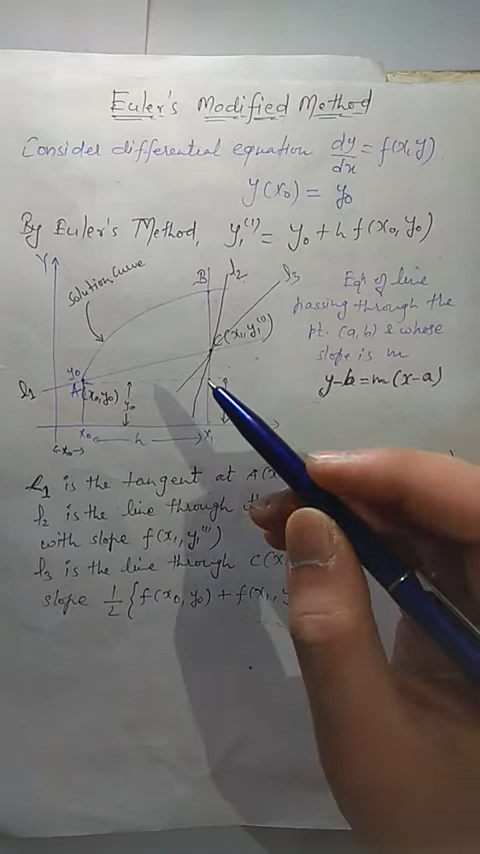 Euler's Modified Method
Consider differential equation dy/dx = f(x,y)
y(x₀) = y₀
By Euler's Method, y₁⁽¹⁾ = y₀ + h f(x₀, y₀)
Y
Solution curve
B
l₂
l₃
C(x₁, y₁⁽¹⁾)
Eqⁿ of line
passing through the
pt. (a, b) & whose
slope is m
y-b = m(x-a)
l₁
y₀
A(x₀, y₀)
y₀
x₀
h
x₁
x₀
l₁ is the tangent at A(x
l₂ is the line through
with slope f(x₁, y₁⁽¹⁾)
l₃ is the line through C(x
slope 1/2 {f(x₀, y₀) + f(x₁, y